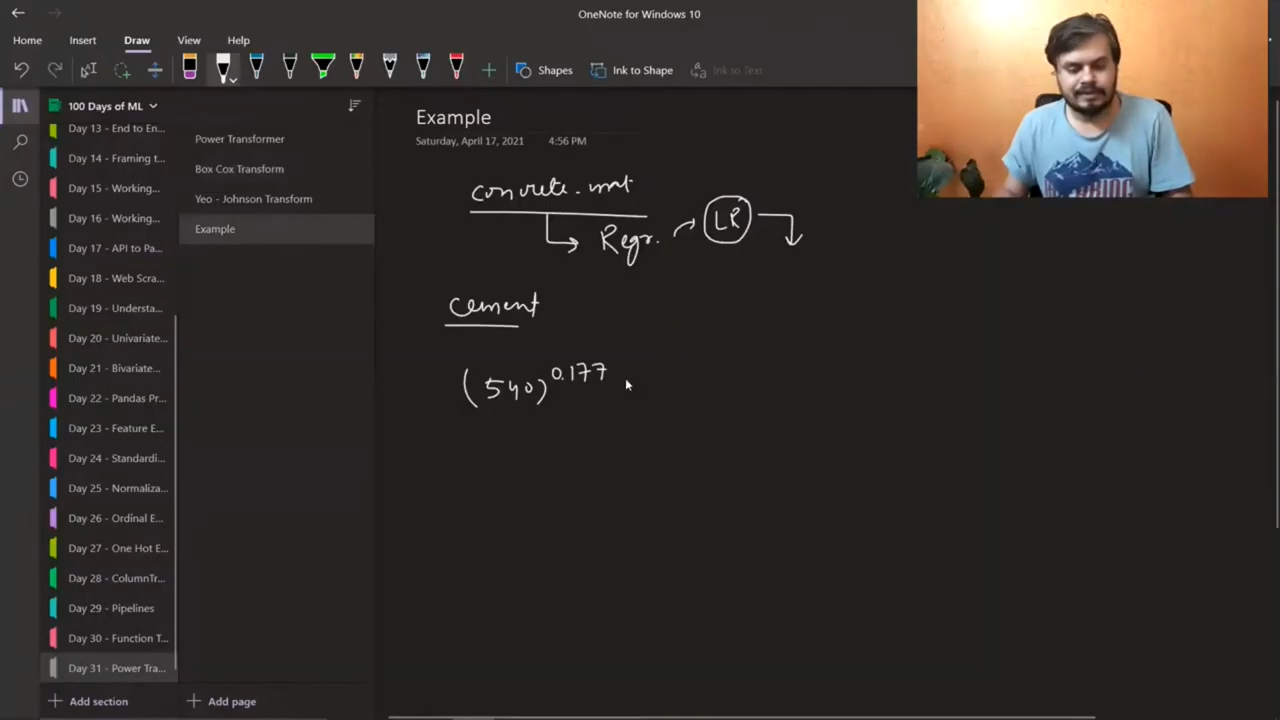 OneNote for Windows 10
Home Insert Draw View Help
Shapes Ink to Shape Ink to Text
100 Days of ML
Day 13 - End to En...
Day 14 - Framing t...
Day 15 - Working...
Day 16 - Working...
Day 17 - API to Pa...
Day 18 - Web Scra...
Day 19 - Understa...
Day 20 - Univariate...
Day 21 - Bivariate...
Day 22 - Pandas Pr...
Day 23 - Feature E...
Day 24 - Standardi...
Day 25 - Normaliza...
Day 26 - Ordinal E...
Day 27 - One Hot E...
Day 28 - ColumnTr...
Day 29 - Pipelines
Day 30 - Function T...
Day 31 - Power Tra...
Add section
Power Transformer
Box Cox Transform
Yeo - Johnson Transform
Example
Add page
Example
Saturday, April 17, 2021 4:56 PM
Regr. LR
cement
(540)^0.177